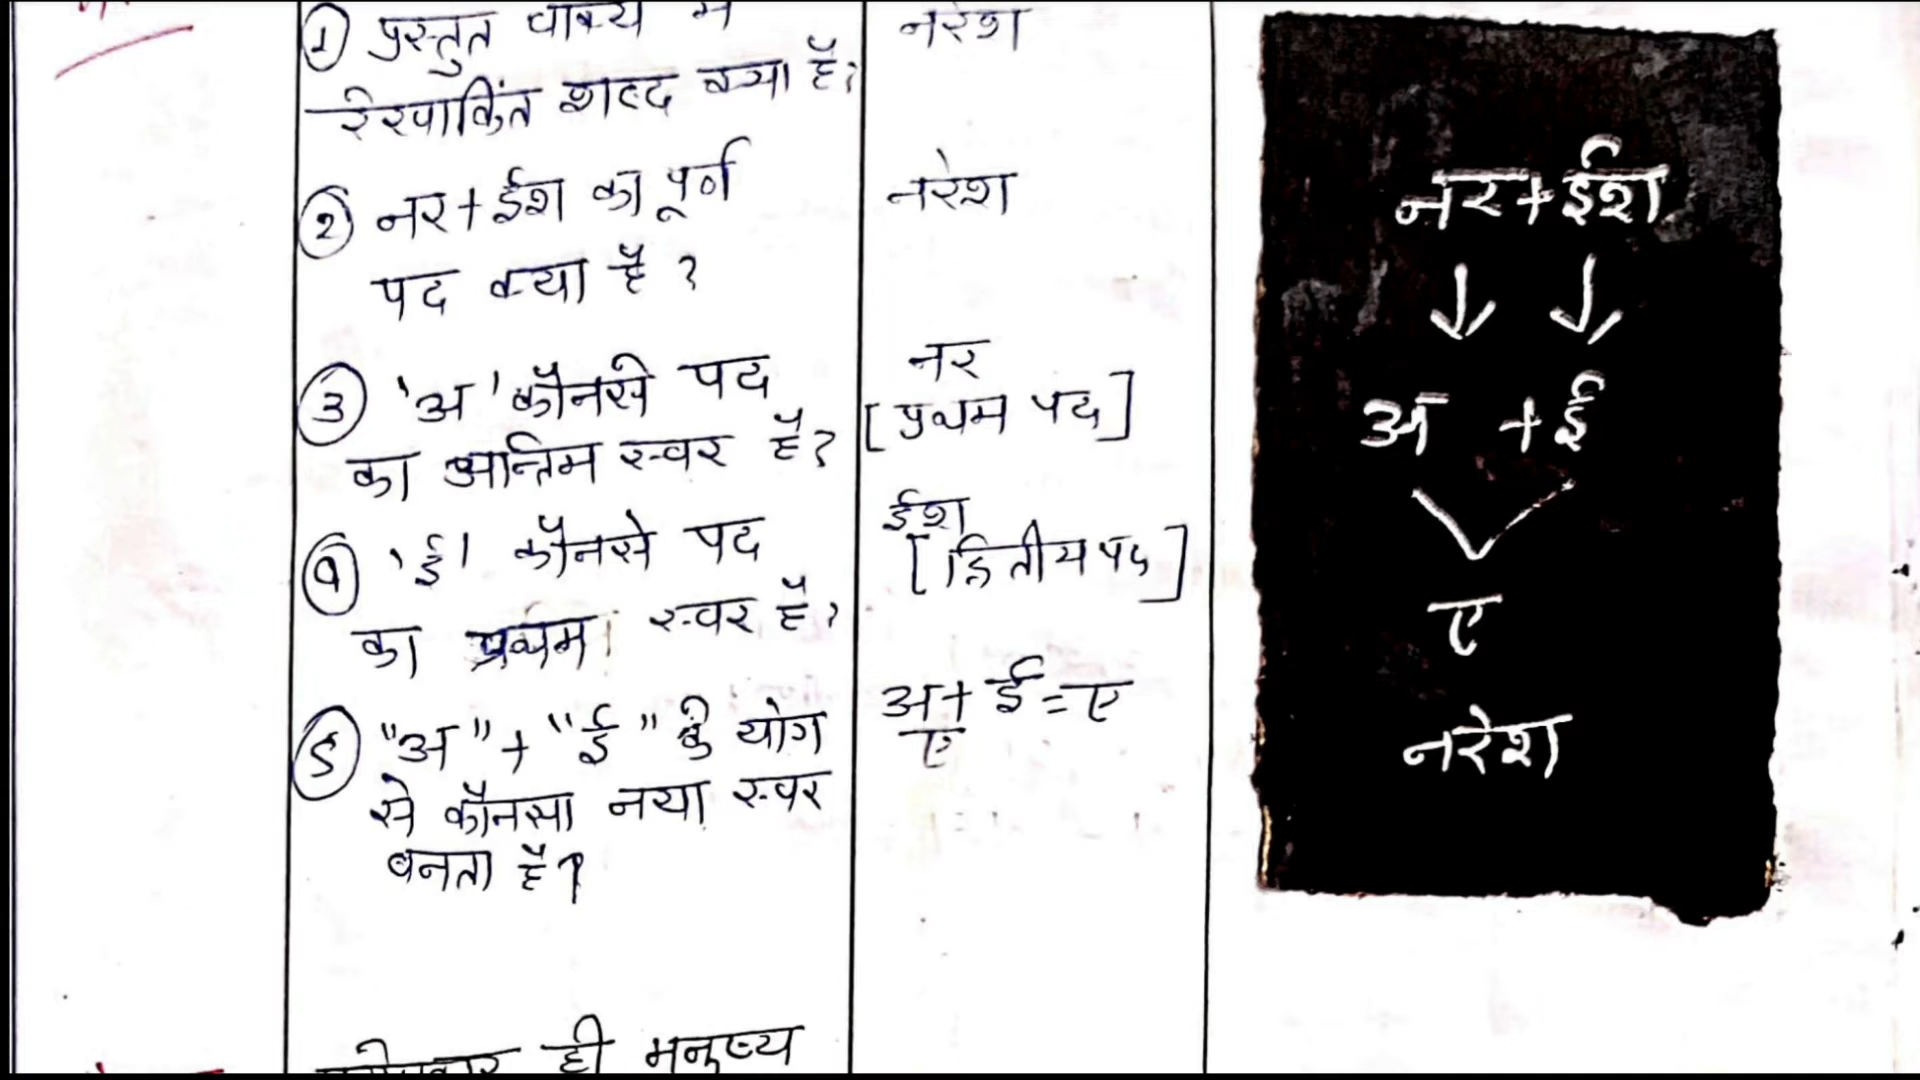 ① प्रस्तुत वाक्य में
रेखांकित शब्द क्या है?
नरेश
② नर+ईश का पूर्ण
पद क्या है ?
नरेश
③ 'अ' कौनसे पद
का अन्तिम स्वर है?
नर
[प्रथम पद]
④ 'ई' कौनसे पद
का प्रथम स्वर है?
ईश
[द्वितीय पद]
⑤ "अ" + "ई" के योग
से कौनसा नया स्वर
बनता है?
अ+ ई=ए
ए
ही मनुष्य
नर+ईश
↓ ↓
अ +ई
ए
नरेश